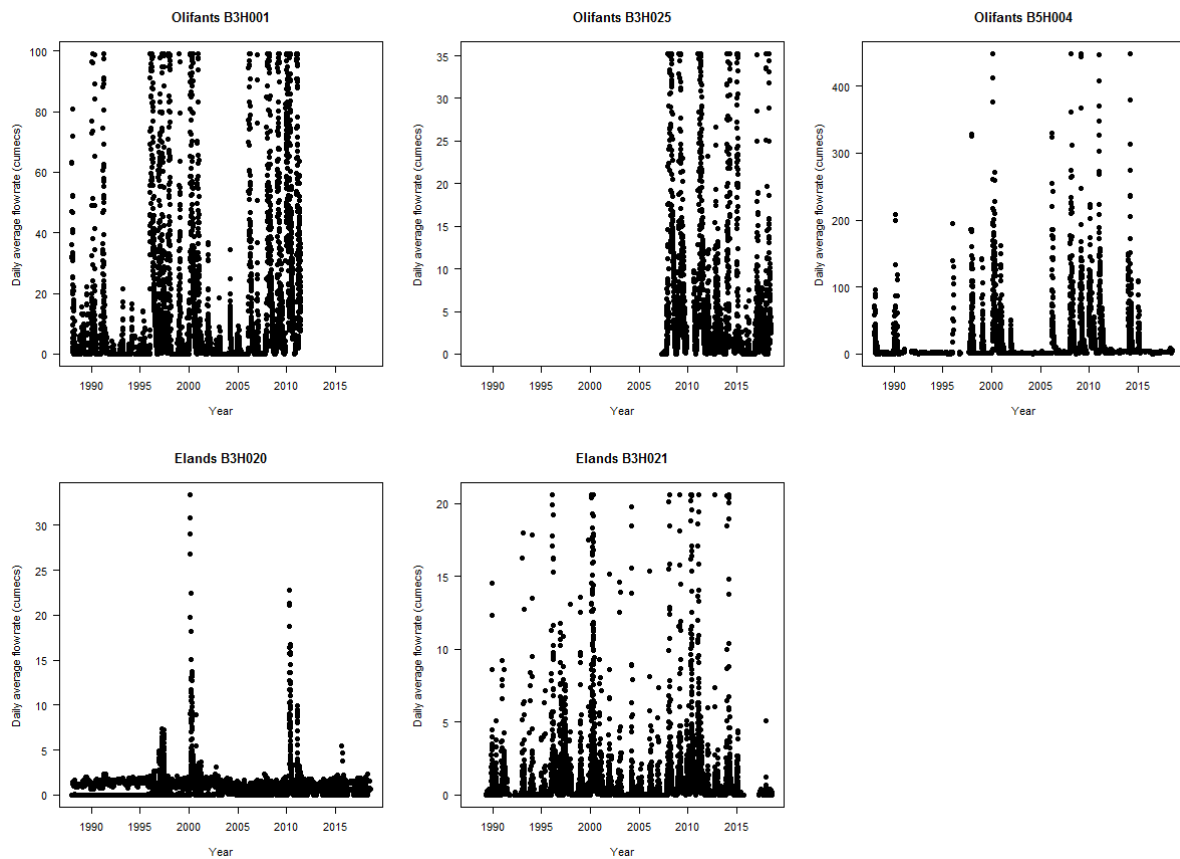 Olifants B3H001
Daily average flowrate (cumecs)
100
80
60
40
20
0
1990 1995 2000 2005 2010 2015
Year
Olifants B3H025
Daily average flowrate (cumecs)
35
30
25
20
15
10
5
0
1990 1995 2000 2005 2010 2015
Year
Olifants B5H004
Daily average flowrate (cumecs)
400
300
200
100
0
1990 1995 2000 2005 2010 2015
Year
Elands B3H020
Daily average flowrate (cumecs)
30
25
20
15
10
5
0
1990 1995 2000 2005 2010 2015
Year
Elands B3H021
Daily average flowrate (cumecs)
20
15
10
5
0
1990 1995 2000 2005 2010 2015
Year